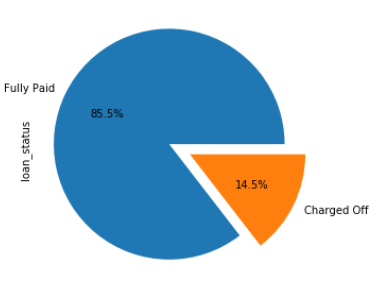 Fully Paid
85.5%
loan_status
14.5%
Charged Off